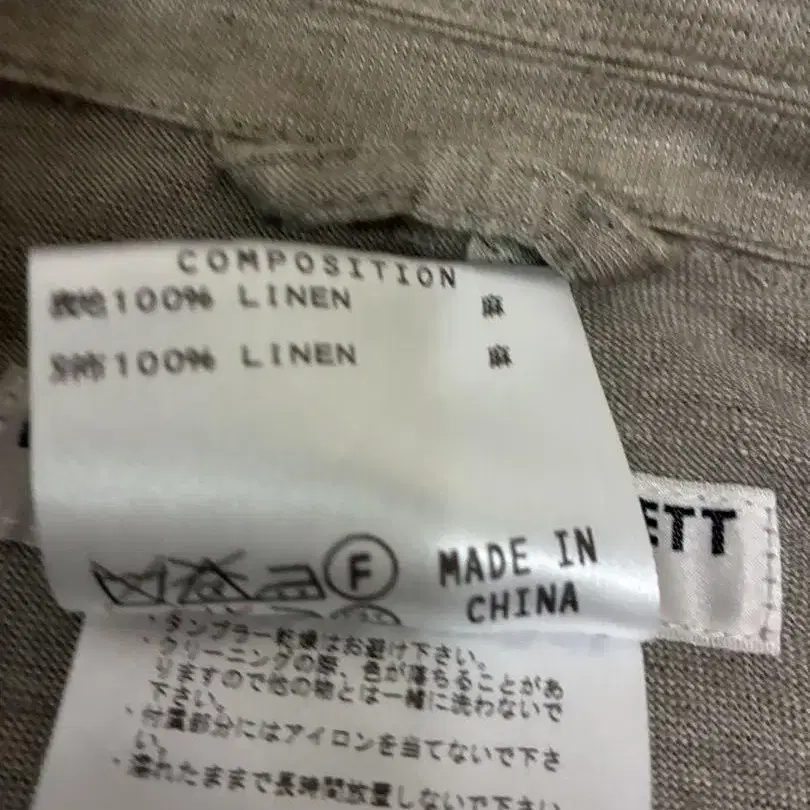 COMPOSITION
表地100% LINEN 麻
別布100% LINEN 麻
F
MADE IN
CHINA
ETT
・タンブラー乾燥はお避け下さい。
・クリーニングの際、色が落ちることがあ
りますので他の物とは一緒に洗わないで
下さい。
・付属部分にはアイロンを当てないで下さ
い。
・濡れたままで長時間放置しないで下さい